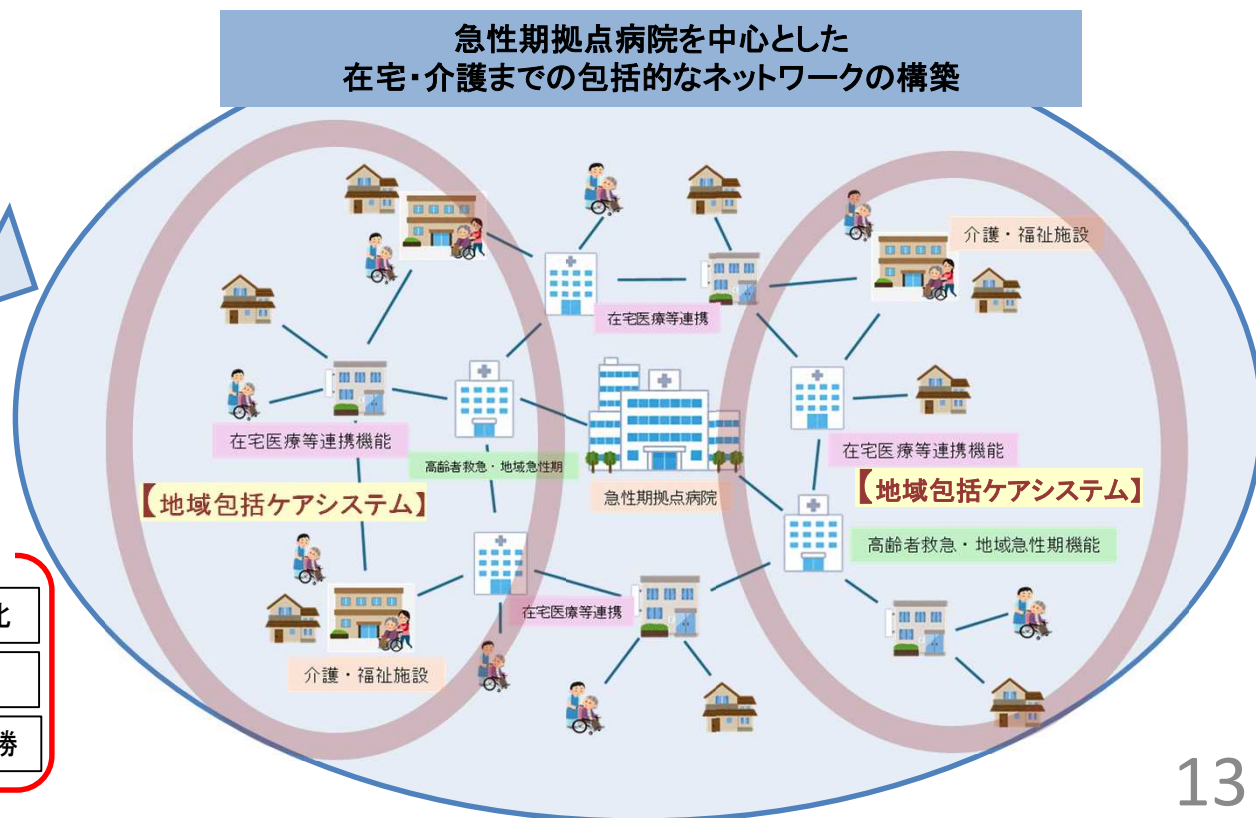 急性期拠点病院を中心とした
在宅・介護までの包括的なネットワークの構築
介護・福祉施設
在宅医療等連携
在宅医療等連携機能
高齢者救急・地域急性期
【地域包括ケアシステム】
急性期拠点病院
在宅医療等連携機能
【地域包括ケアシステム】
高齢者救急・地域急性期機能
在宅医療等連携
介護・福祉施設
北
勝
13